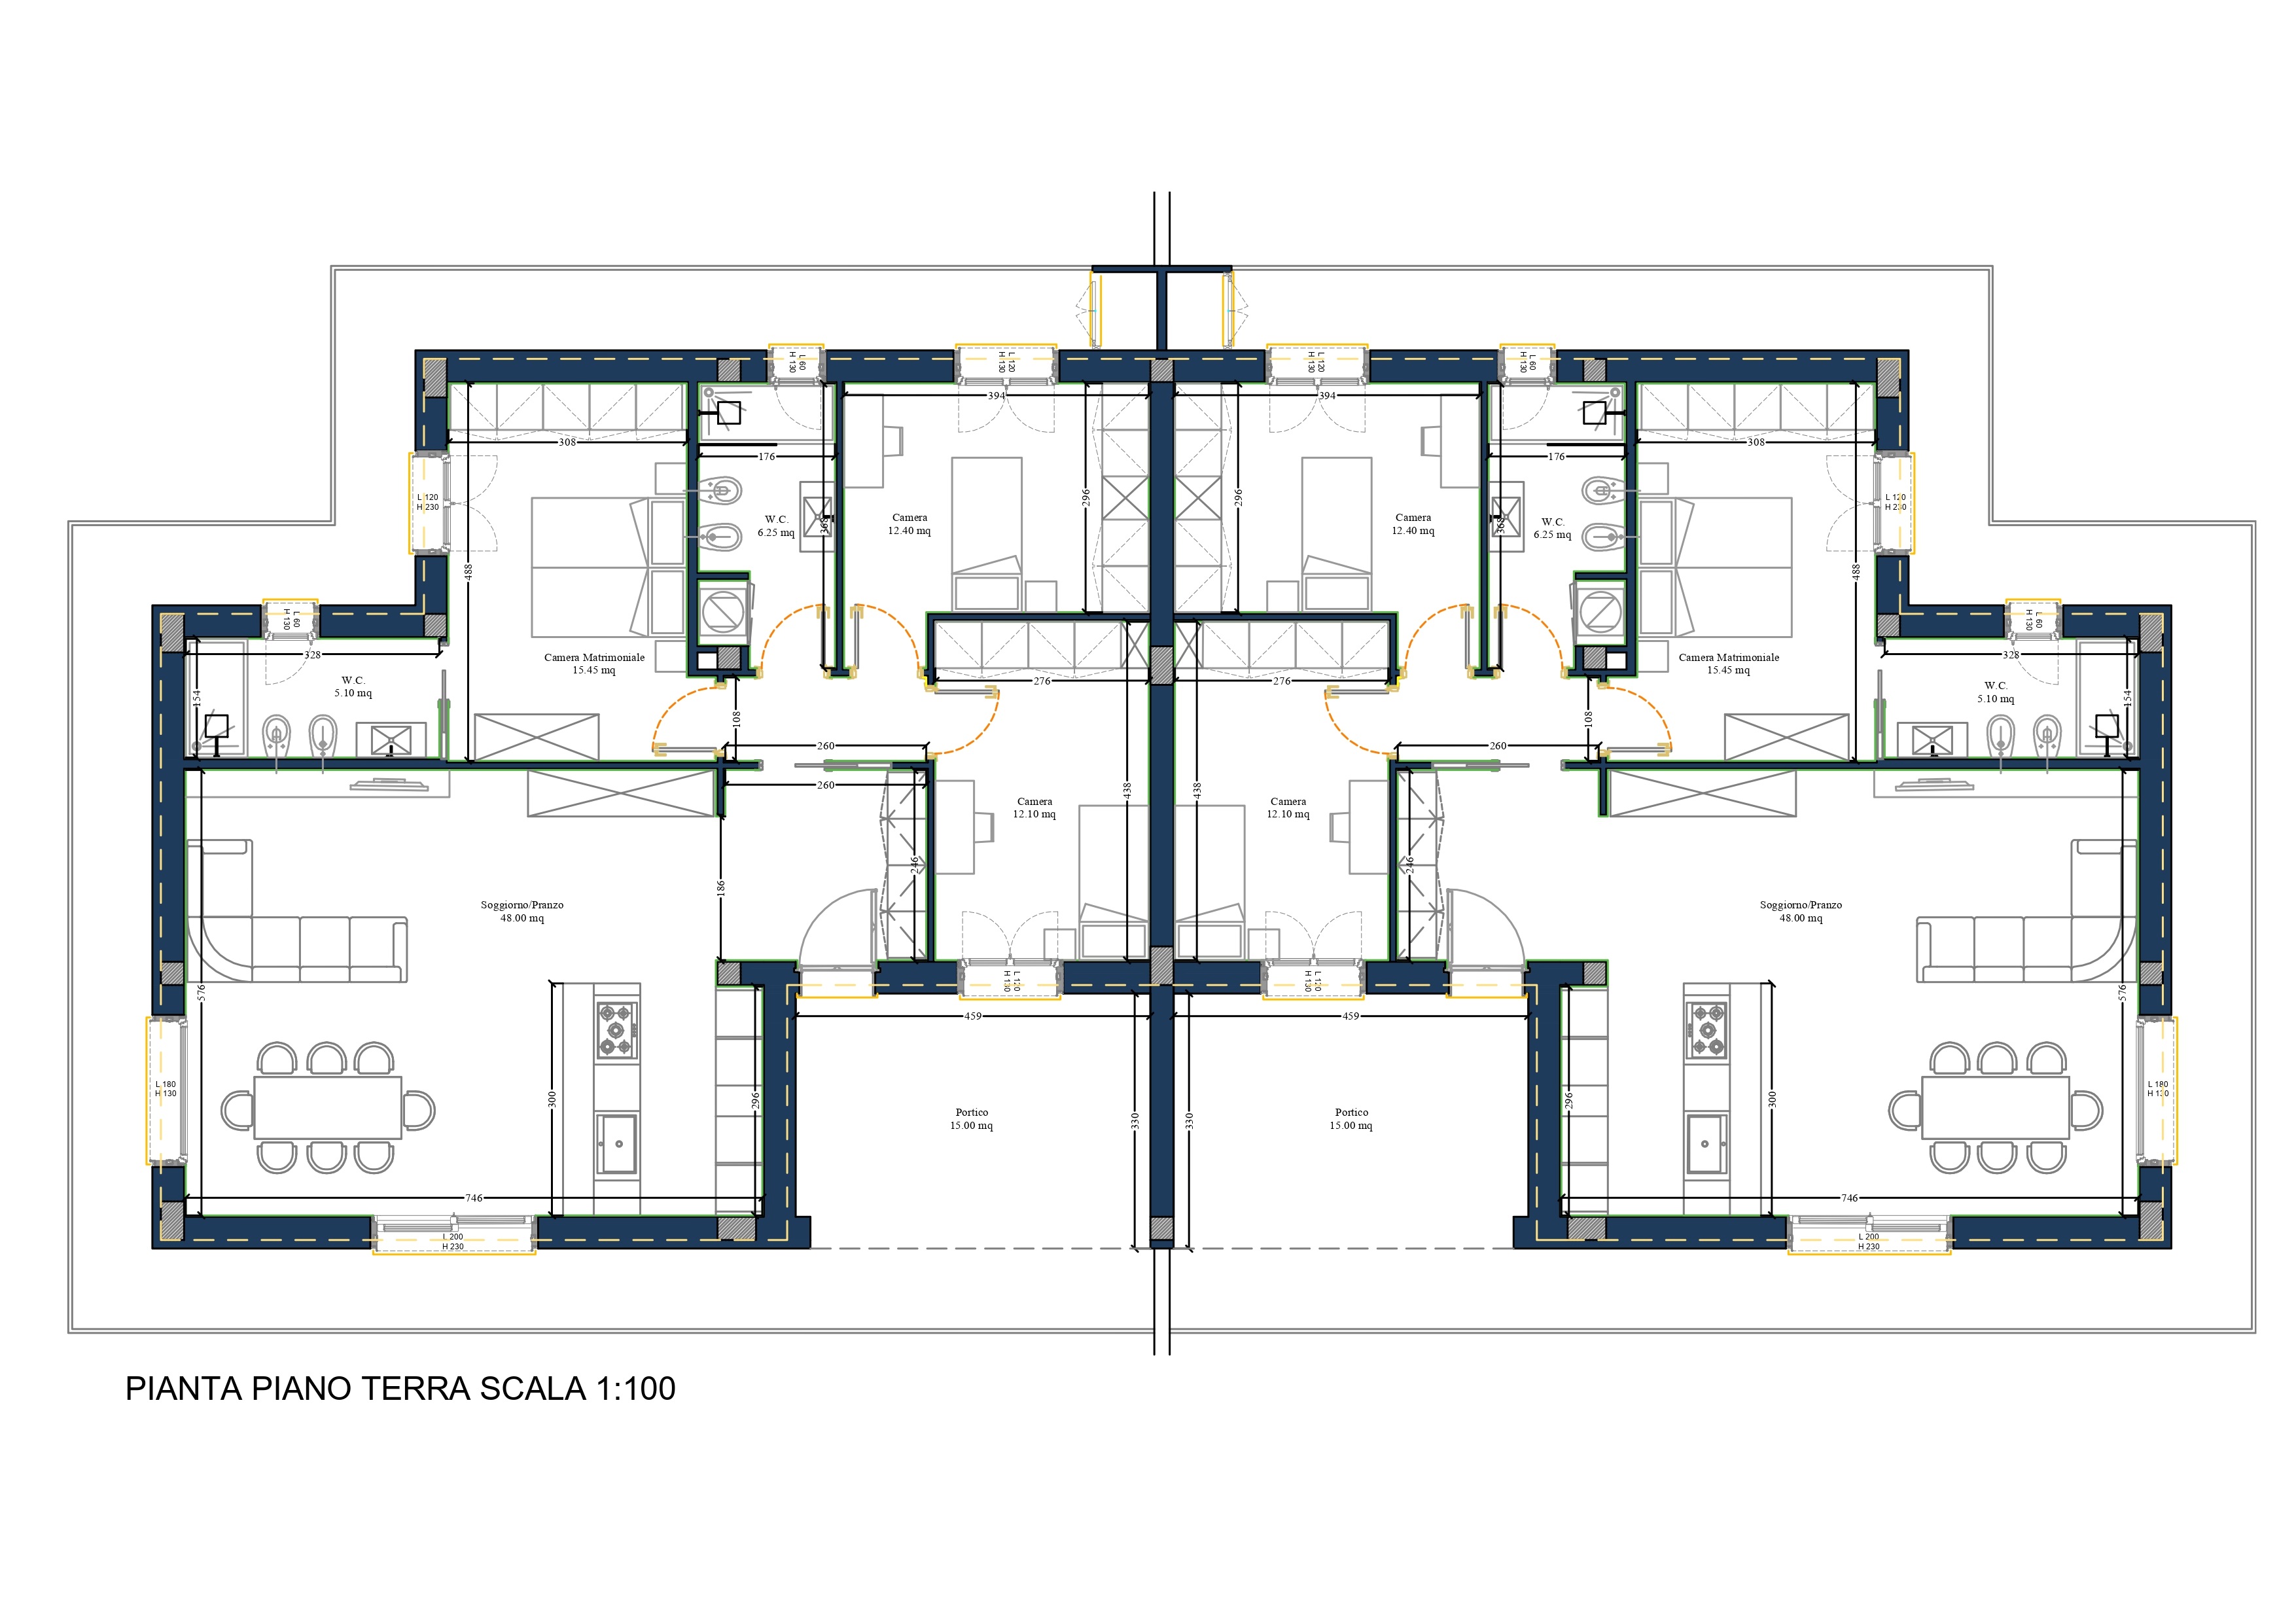 L 60
H 130
L 120
H 130
L 120
H 130
L 60
H 130
394
394
308
176
176
308
L 120
H 230
296
296
L 120
H 230
Camera
12.40 mq
W.C.
6.25 mq
368
Camera
12.40 mq
W.C.
6.25 mq
368
488
488
L 60
H 130
L 60
H 130
328
Camera Matrimoniale
15.45 mq
Camera Matrimoniale
15.45 mq
328
W.C.
5.10 mq
154
276
276
W.C.
5.10 mq
154
108
108
260
260
260
438
438
Camera
12.10 mq
Camera
12.10 mq
246
246
186
Soggiorno/Pranzo
48.00 mq
Soggiorno/Pranzo
48.00 mq
576
576
L 120
H 130
L 120
H 130
459
459
L 180
H 130
300
296
296
300
L 180
H 130
Portico
15.00 mq
330
330
Portico
15.00 mq
746
746
L 200
H 230
L 200
H 230
PIANTA PIANO TERRA SCALA 1:100